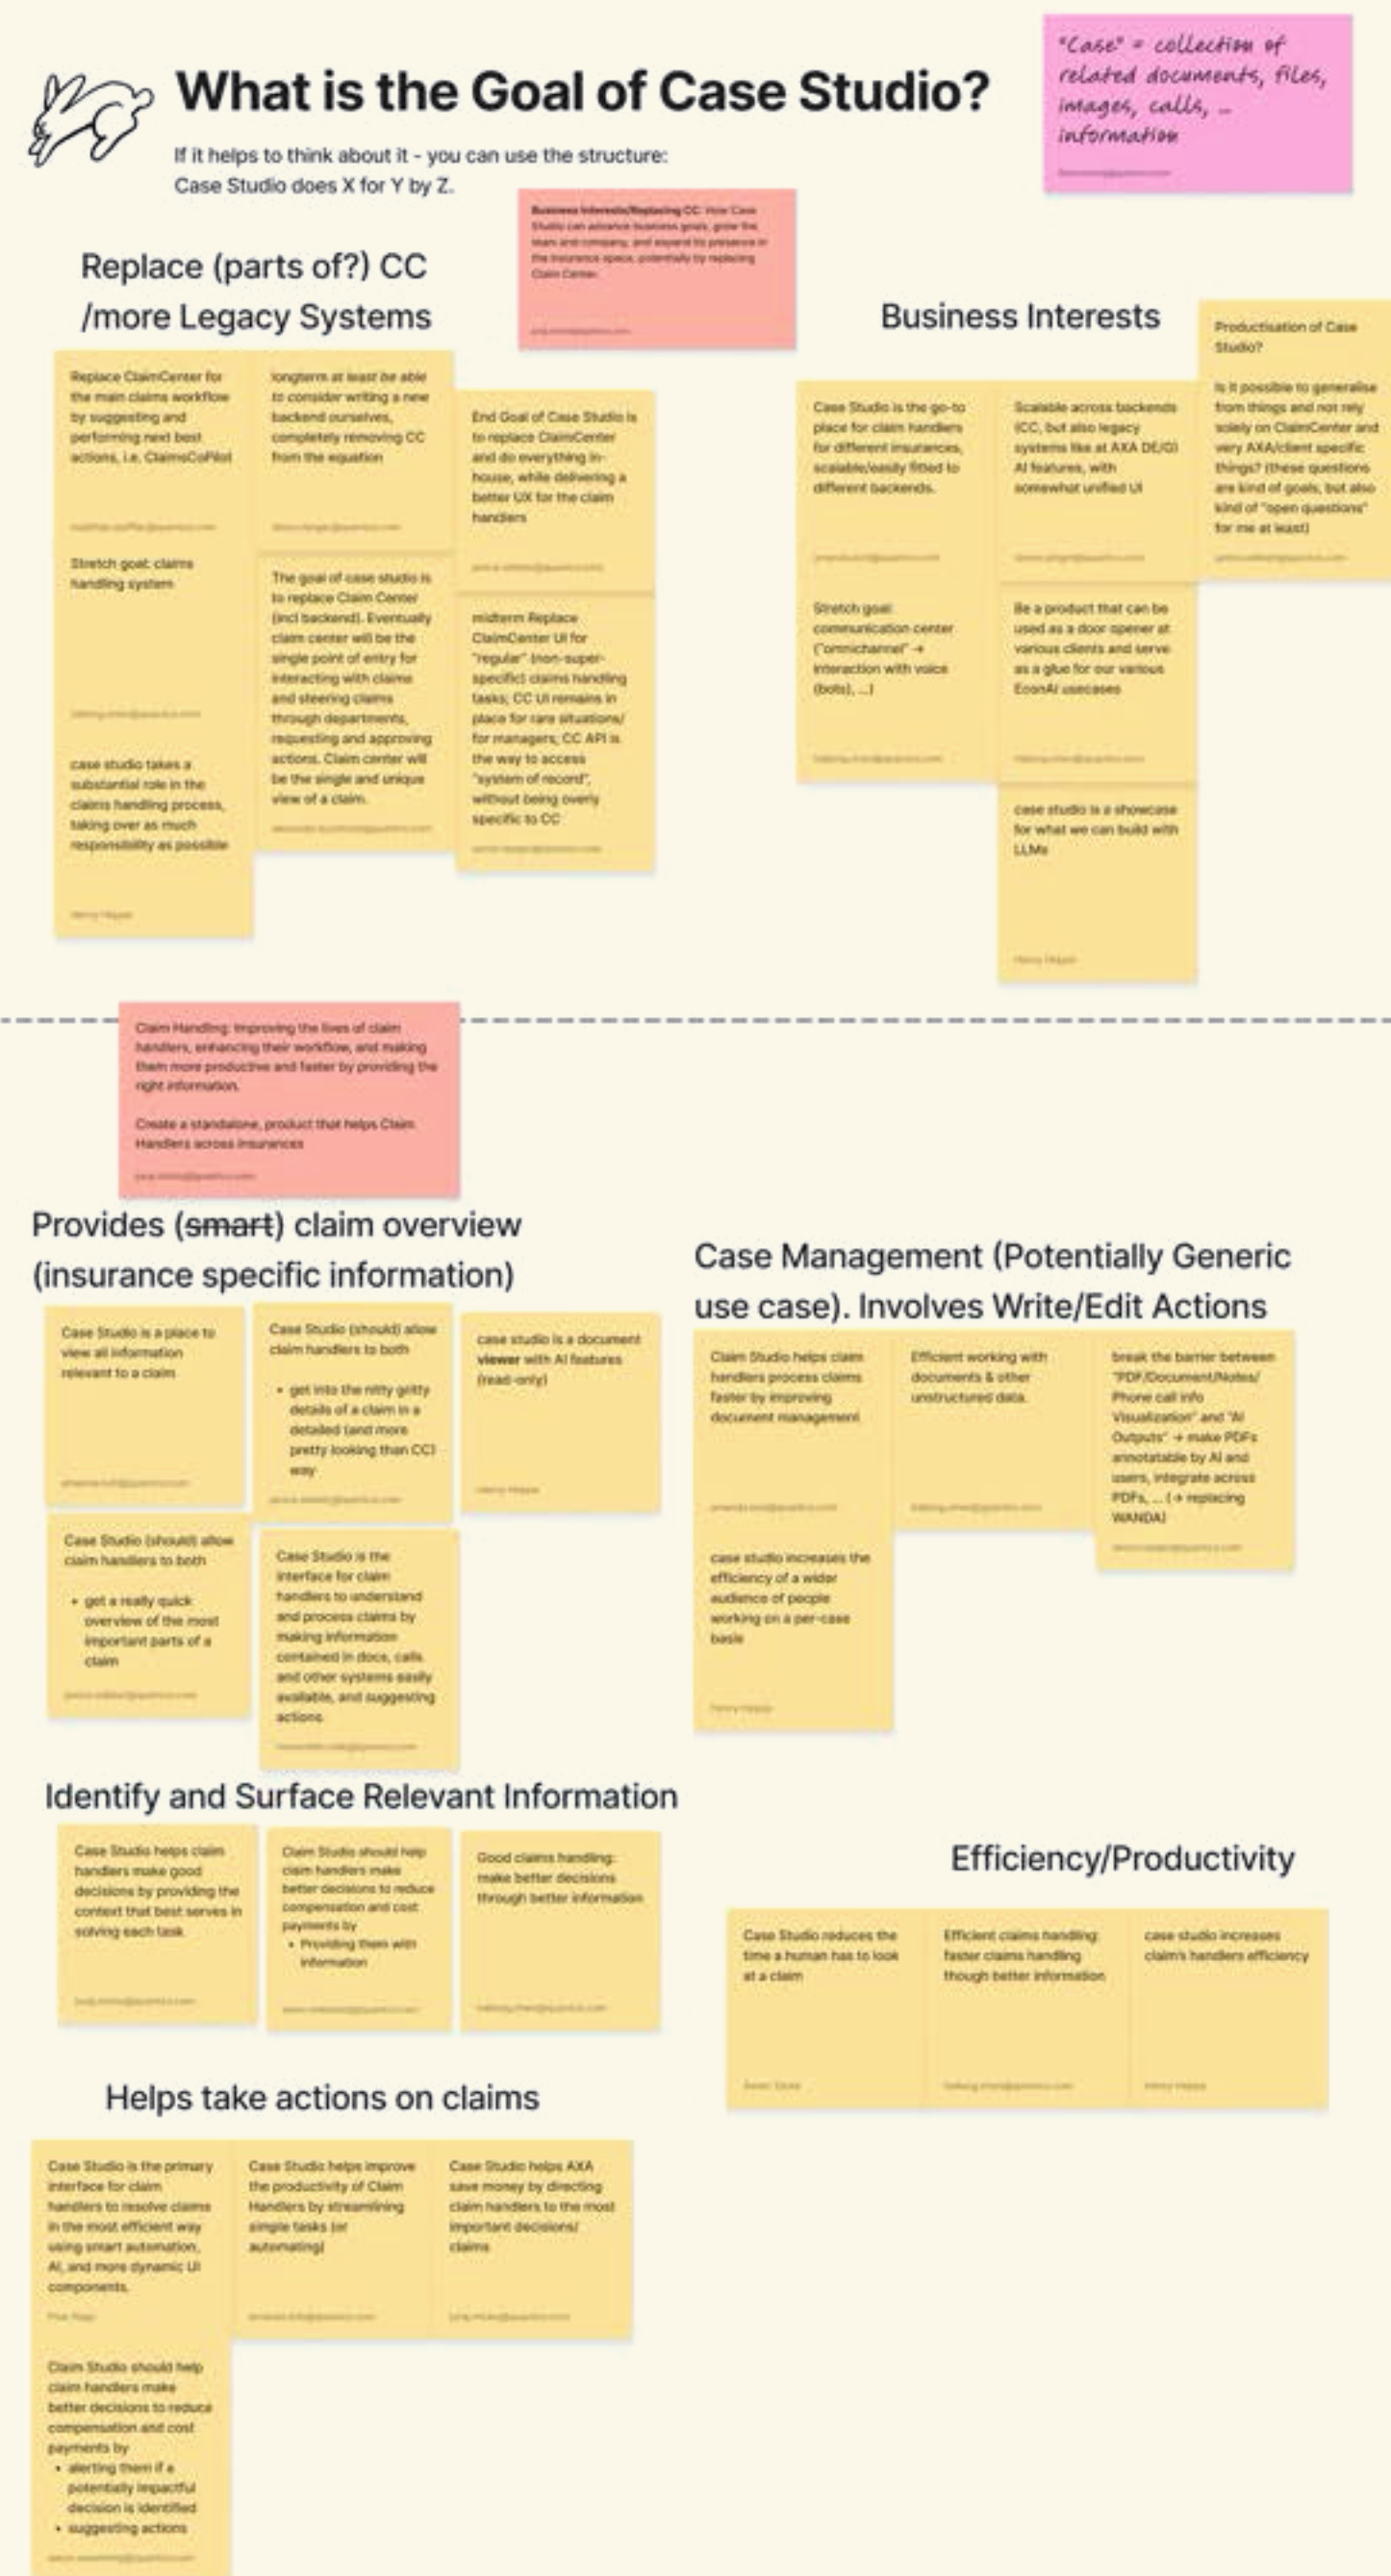 What is the Goal of Case Studio?
If it helps to think about it - you can use the structure:
Case Studio does X for Y by Z.
"Case" = collection of
related documents, files,
images, calls, ...
information
Business Interests/Replacing CC: How Case
Studio can advance business goals, grow the
team and company, and expand its presence in
the insurance space, potentially by replacing
Claim Center.
Replace (parts of?) CC
/more Legacy Systems
Replace ClaimCenter for
the main claims workflow
by suggesting and
performing next best
actions, i.e. ClaimsCoPilot
longterm at least be able
to consider writing a new
backend ourselves,
completely removing CC
from the equation
End Goal of Case Studio is
to replace ClaimCenter
and do everything in-
house, while delivering a
better UX for the claim
handlers
Stretch goal: claims
handling system
The goal of case studio is
to replace Claim Center
(incl backend). Eventually
claim center will be the
single point of entry for
interacting with claims
and steering claims
through departments,
requesting and approving
actions. Claim center will
be the single and unique
view of a claim.
midterm Replace
ClaimCenter UI for
"regular" (non-super-
specific) claims handling
tasks; CC UI remains in
place for rare situations/
for managers; CC API is
the way to access
"system of record",
without being overly
specific to CC
case studio takes a
substantial role in the
claims handling process,
taking over as much
responsibility as possible
Business Interests
Case Studio is the go-to
place for claim handlers
for different insurances,
scalable/easily fitted to
different backends.
Scalable across backends
(CC, but also legacy
systems like at AXA DE/G)
AI features, with
somewhat unified UI
Productisation of Case
Studio?
Is it possible to generalise
from things and not rely
solely on ClaimCenter and
very AXA/client specific
things? (these questions
are kind of goals, but also
kind of "open questions"
for me at least)
Stretch goal:
communication center
("omnichannel" →
interaction with voice
(bots), ...)
Be a product that can be
used as a door opener at
various clients and serve
as a glue for our various
EconAI usecases
case studio is a showcase
for what we can build with
LLMs
Claim Handling: Improving the lives of claim
handlers, enhancing their workflow, and making
them more productive and faster by providing the
right information.
Create a standalone, product that helps Claim
Handlers across insurances
Provides (smart) claim overview
(insurance specific information)
Case Studio is a place to
view all information
relevant to a claim
Case Studio (should) allow
claim handlers to both
• get into the nitty gritty
details of a claim in a
detailed (and more
pretty looking than CC)
way
case studio is a document
viewer with AI features
(read-only)
Case Studio (should) allow
claim handlers to both
• get a really quick
overview of the most
important parts of a
claim
Case Studio is the
interface for claim
handlers to understand
and process claims by
making information
contained in docs, calls
and other systems easily
available, and suggesting
actions.
Case Management (Potentially Generic
use case). Involves Write/Edit Actions
Claim Studio helps claim
handlers process claims
faster by improving
document management
Efficient working with
documents & other
unstructured data.
break the barrier between
"PDF/Document/Notes/
Phone call info
Visualization" and "AI
Outputs" → make PDFs
annotatable by AI and
users, integrate across
PDFs, ... (→ replacing
WANDA)
case studio increases the
efficiency of a wider
audience of people
working on a per-case
basis
Identify and Surface Relevant Information
Case Studio helps claim
handlers make good
decisions by providing the
context that best serves in
solving each task
Claim Studio should help
claim handlers make
better decisions to reduce
compensation and cost
payments by
• Providing them with
information
Good claims handling:
make better decisions
through better information
Efficiency/Productivity
Case Studio reduces the
time a human has to look
at a claim
Efficient claims handling:
faster claims handling
though better information
case studio increases
claim's handlers efficiency
Helps take actions on claims
Case Studio is the primary
interface for claim
handlers to resolve claims
in the most efficient way
using smart automation,
AI, and more dynamic UI
components.
Case Studio helps improve
the productivity of Claim
Handlers by streamlining
simple tasks (or
automating)
Case Studio helps AXA
save money by directing
claim handlers to the most
important decisions/
claims
Claim Studio should help
claim handlers make
better decisions to reduce
compensation and cost
payments by
• alerting them if a
potentially impactful
decision is identified
• suggesting actions